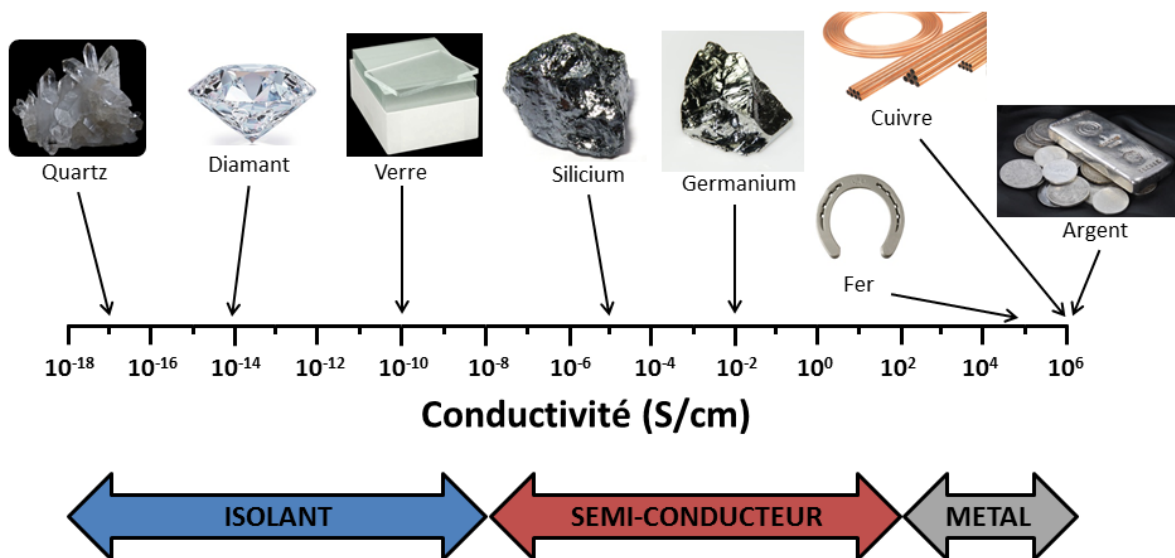 Quartz
Diamant
Verre
Silicium
Germanium
Cuivre
Fer
Argent
10⁻¹⁸ 10⁻¹⁶ 10⁻¹⁴ 10⁻¹² 10⁻¹⁰ 10⁻⁸ 10⁻⁶ 10⁻⁴ 10⁻² 10⁰ 10² 10⁴ 10⁶
Conductivité (S/cm)
ISOLANT SEMI-CONDUCTEUR METAL